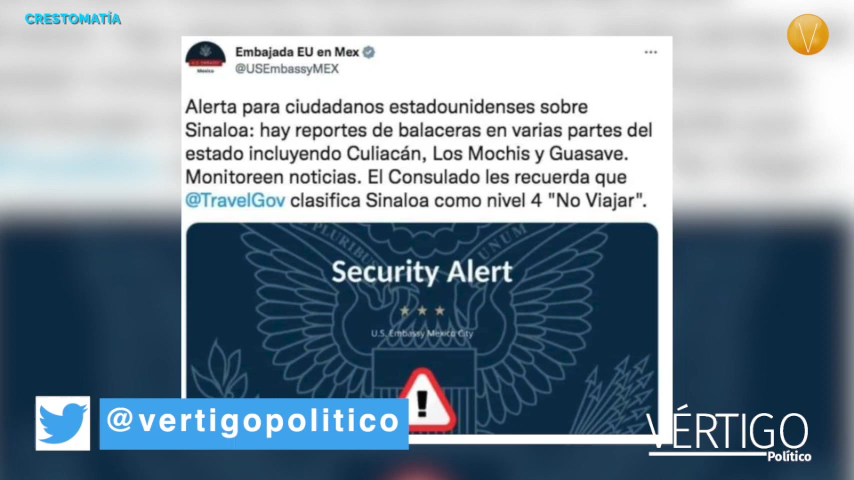 CRESTOMATÍA
V
Embajada EU en Mex
@USEmbassyMEX
Alerta para ciudadanos estadounidenses sobre
Sinaloa: hay reportes de balaceras en varias partes del
estado incluyendo Culiacán, Los Mochis y Guasave.
Monitoreen noticias. El Consulado les recuerda que
@TravelGov clasifica Sinaloa como nivel 4 "No Viajar".
PLURIBUS UNUM
Security Alert
U.S. Embassy Mexico City
!
@vertigopolitico
VÉRTIGO
Político